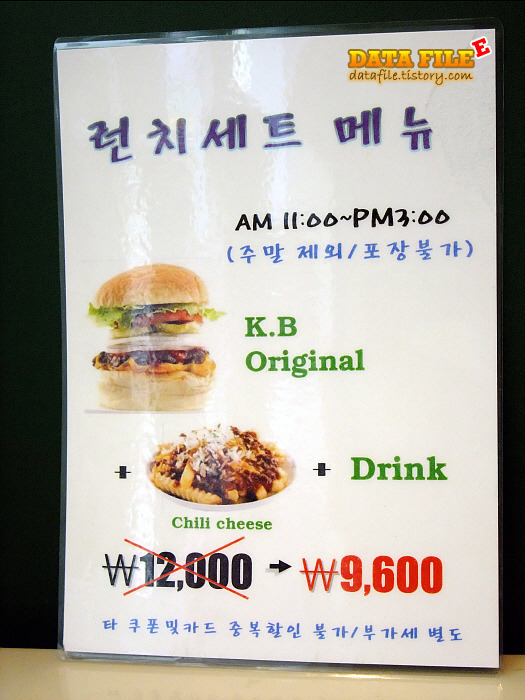 DATA FILE E
datafile.tistory.com
런치세트 메뉴
AM 11:00~PM3:00
(주말 제외/포장불가)
K.B
Original
+ + Drink
Chili cheese
₩12,000 → ₩9,600
타 쿠폰및카드 중복할인 불가/부가세 별도